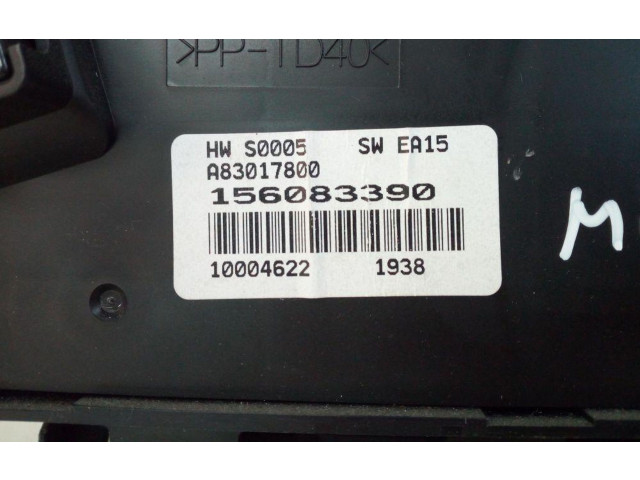 >PP-TD40<
HW S0005 SW EA15
A83017800
156083390
10004622 1938
M